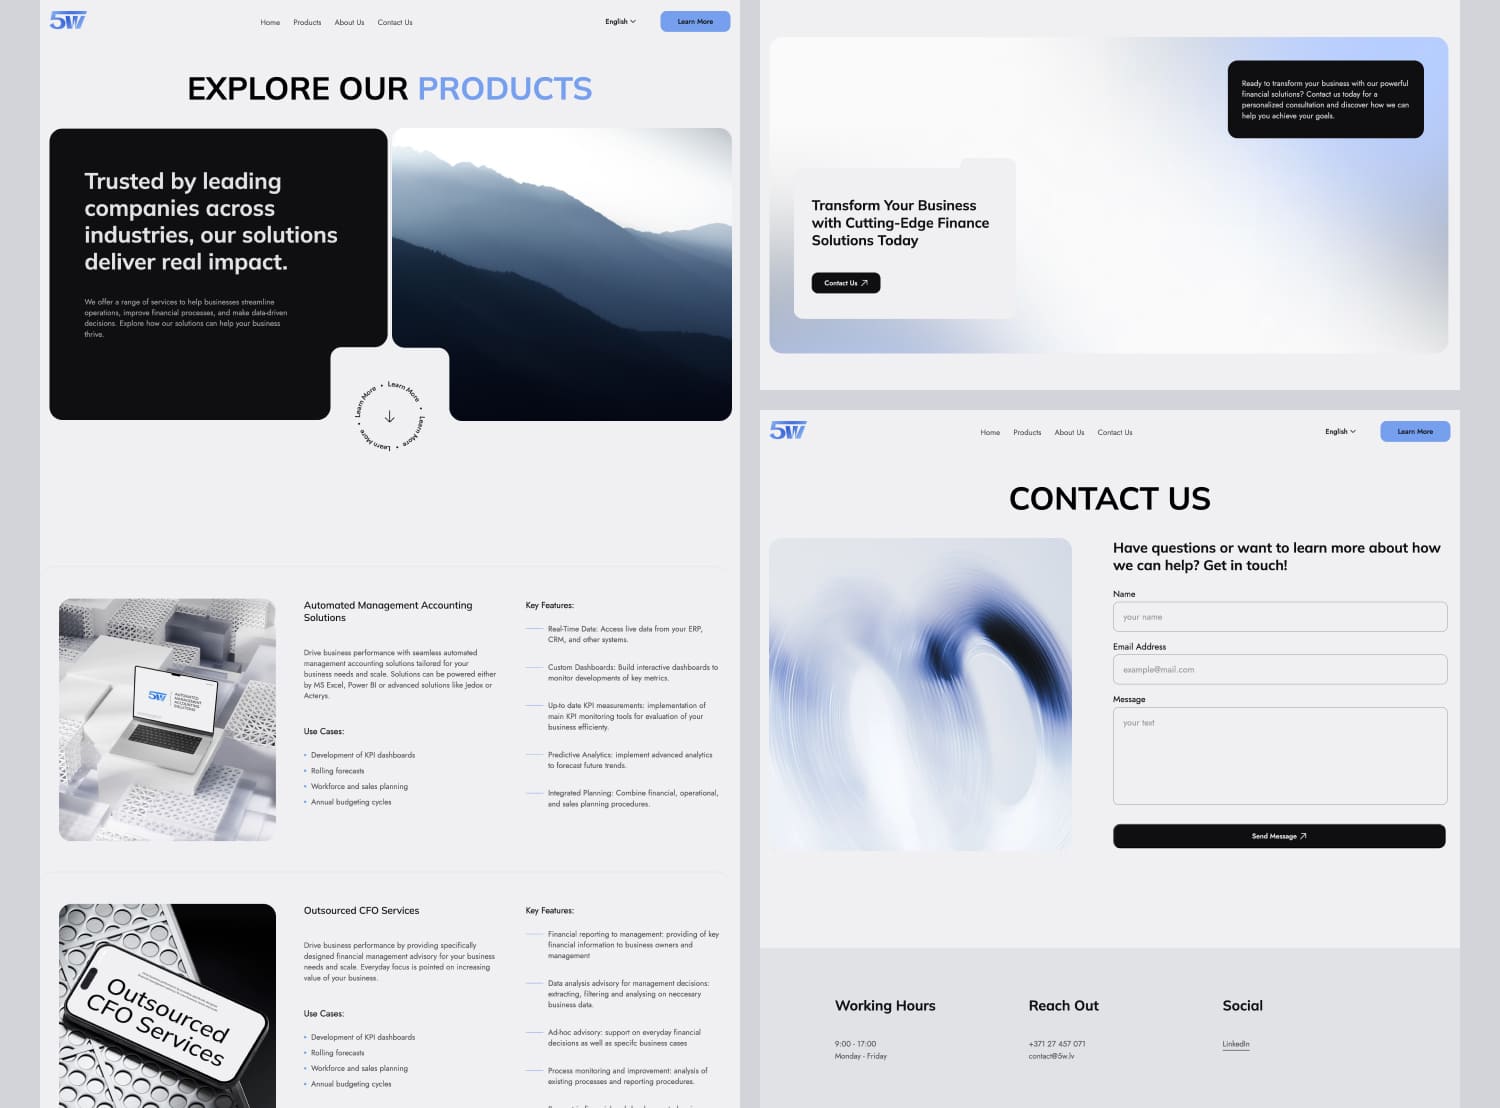 5W
Home
Products
About Us
Contact Us
English
Learn More
EXPLORE OUR PRODUCTS
Trusted by leading
companies across
industries, our solutions
deliver real impact.
We offer a range of services to help businesses streamline
operations, improve financial processes, and make data-driven
decisions. Explore how our solutions can help your business
thrive.
Learn More • Learn More • Learn More • Learn More • Learn More •
5W
AUTOMATED
MANAGEMENT
ACCOUNTING
SOLUTIONS
Automated Management Accounting
Solutions
Drive business performance with seamless automated
management accounting solutions tailored for your
business needs and scale. Solutions can be powered either
by MS Excel, Power BI or advanced solutions like Jedox or
Acterys.
Use Cases:
• Development of KPI dashboards
• Rolling forecasts
• Workforce and sales planning
• Annual budgeting cycles
Key Features:
Real-Time Data: Access live data from your ERP,
CRM, and other systems.
Custom Dashboards: Build interactive dashboards to
monitor developments of key metrics.
Up-to date KPI measurements: implementation of
main KPI monitoring tools for evaluation of your
business efficienty.
Predictive Analytics: implement advanced analytics
to forecast future trends.
Integrated Planning: Combine financial, operational,
and sales planning procedures.
Outsourced
CFO Services
Outsourced CFO Services
Drive business performance by providing specifically
designed financial management advisory for your business
needs and scale. Everyday focus is pointed on increasing
value of your business.
Use Cases:
• Development of KPI dashboards
• Rolling forecasts
• Workforce and sales planning
• Annual budgeting cycles
Key Features:
Financial reporting to management: providing of key
financial information to business owners and
management
Data analysis advisory for management decisions:
extracting, filtering and analysing on neccesary
business data.
Ad-hoc advisory: support on everyday financial
decisions as well as specifc business cases
Process monitoring and improvement: analysis of
existing processes and reporting procedures.
Ready to transform your business with our powerful
financial solutions? Contact us today for a
personalized consultation and discover how we can
help you achieve your goals.
Transform Your Business
with Cutting-Edge Finance
Solutions Today
Contact Us
5W
Home
Products
About Us
Contact Us
English
Learn More
CONTACT US
Have questions or want to learn more about how
we can help? Get in touch!
Name
your name
Email Address
example@mail.com
Message
your text
Send Message
Working Hours
9:00 - 17:00
Monday - Friday
Reach Out
+371 27 457 071
contact@5w.lv
Social
LinkedIn